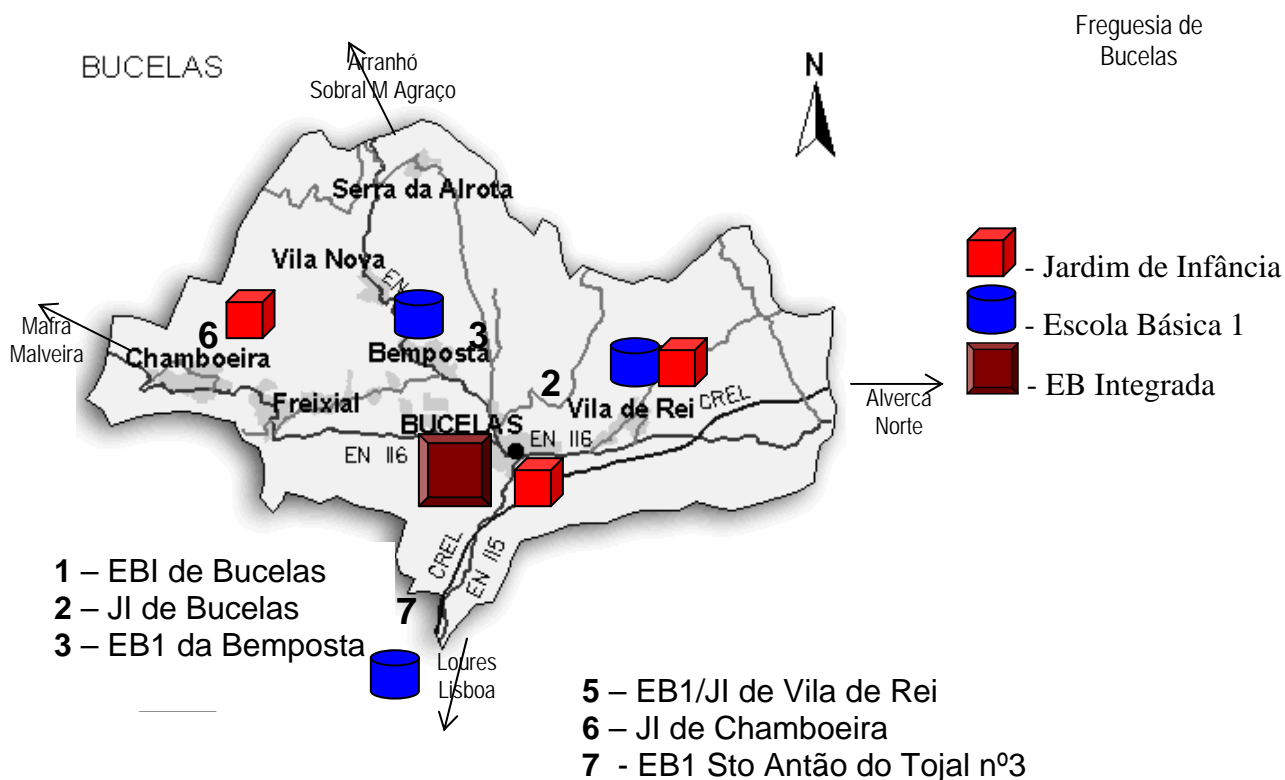 Freguesia de
Bucelas
BUCELAS
Arranhó
Sobral M Agraço
N
Serra da Alrota
Vila Nova
EN
- Jardim de Infância
Mafra
Malveira
6
3
- Escola Básica 1
Chamboeira
Bemposta
2
- EB Integrada
Freixial
Vila de Rei
CREL
Alverca
Norte
BUCELAS
EN 116
EN 116
CREL
EN 115
1 – EBI de Bucelas
2 – JI de Bucelas
3 – EB1 da Bemposta
7
Loures
Lisboa
5 – EB1/JI de Vila de Rei
6 – JI de Chamboeira
7 - EB1 Sto Antão do Tojal nº3